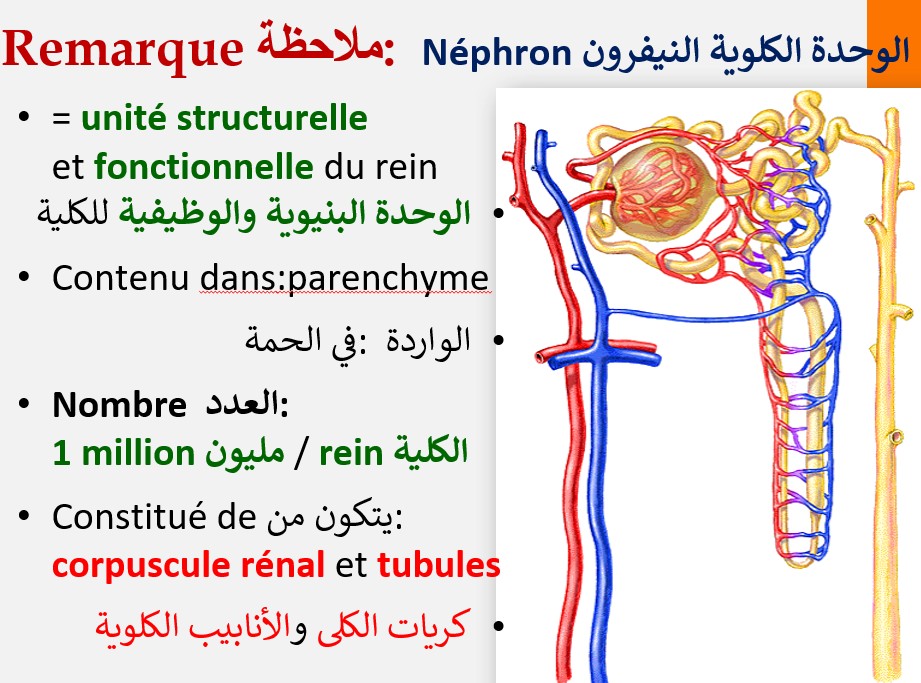 Remarque ملاحظة: Néphron الوحدة الكلوية النيفرون
• = unité structurelle
et fonctionnelle du rein
• الوحدة البنيوية والوظيفية للكلية
• Contenu dans:parenchyme
• الواردة :في الحمة
• Nombre العدد:
1 million مليون / rein الكلية
• Constitué de يتكون من:
corpuscule rénal et tubules
• كريات الكلى والأنابيب الكلوية